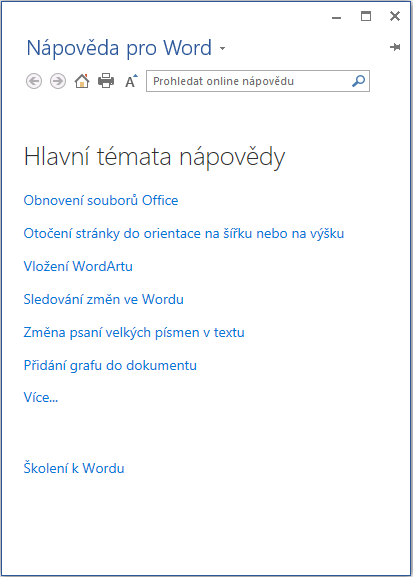 Nápověda pro Word
A
Prohledat online nápovědu
Hlavní témata nápovědy
Obnovení souborů Office
Otočení stránky do orientace na šířku nebo na výšku
Vložení WordArtu
Sledování změn ve Wordu
Změna psaní velkých písmen v textu
Přidání grafu do dokumentu
Více...
Školení k Wordu